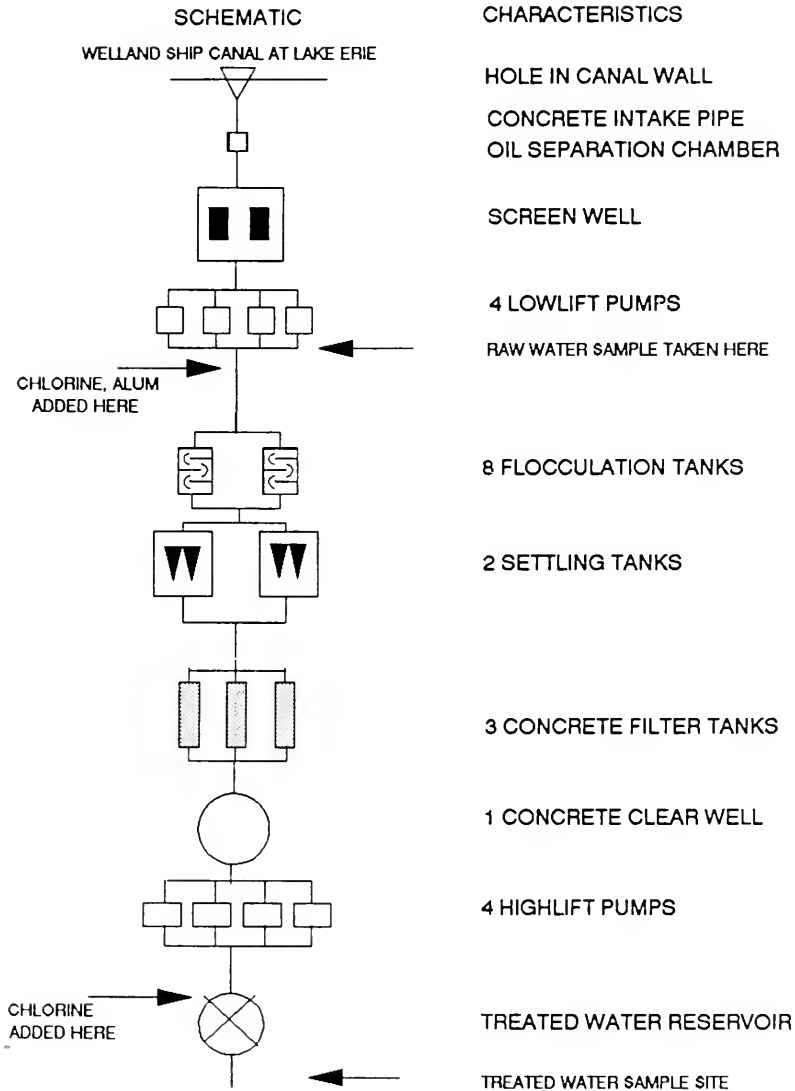 SCHEMATIC
CHARACTERISTICS
WELLAND SHIP CANAL AT LAKE ERIE
HOLE IN CANAL WALL
CONCRETE INTAKE PIPE
OIL SEPARATION CHAMBER
SCREEN WELL
4 LOWLIFT PUMPS
RAW WATER SAMPLE TAKEN HERE
CHLORINE, ALUM
ADDED HERE
8 FLOCCULATION TANKS
2 SETTLING TANKS
3 CONCRETE FILTER TANKS
1 CONCRETE CLEAR WELL
4 HIGHLIFT PUMPS
CHLORINE
ADDED HERE
TREATED WATER RESERVOIR
TREATED WATER SAMPLE SITE